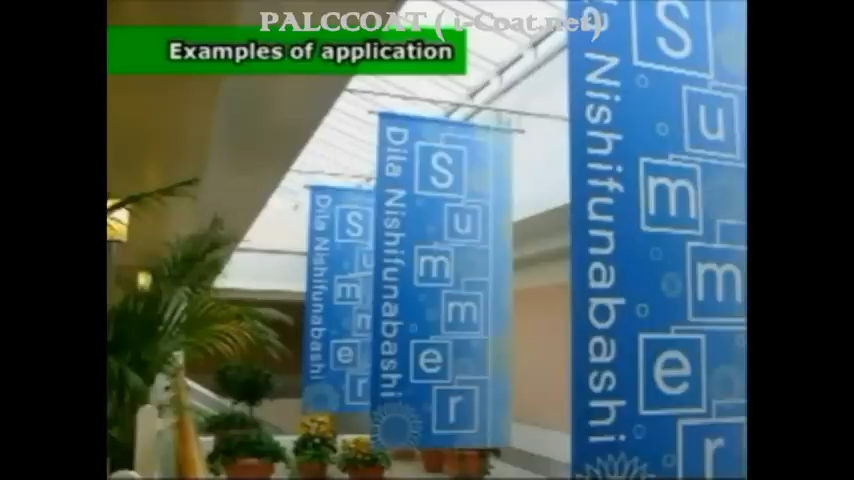 PALCCOAT ( i-Coat.net)
Examples of application
Dila Nishifunabashi
Summer
Dila Nishifunabashi
Summer
Dila Nishifunabashi
Summer